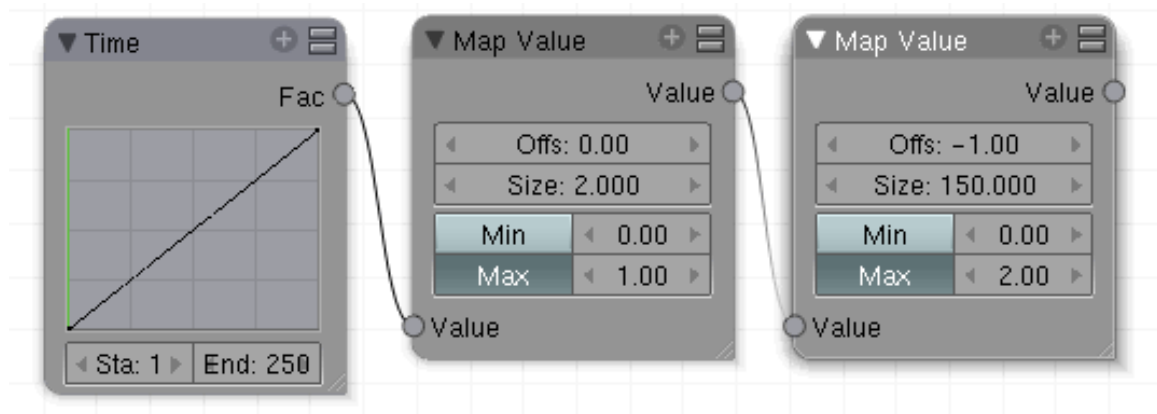 Time
Fac
Sta: 1
End: 250
Map Value
Value
Offs: 0.00
Size: 2.000
Min
0.00
Max
1.00
Value
Map Value
Value
Offs: -1.00
Size: 150.000
Min
0.00
Max
2.00
Value